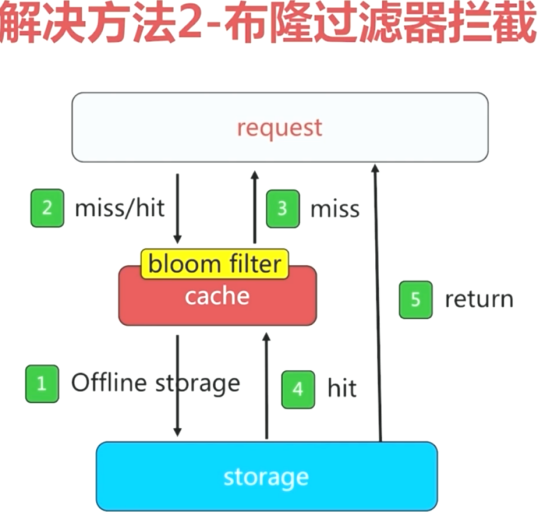 解决方法2-布隆过滤器拦截
request
2 miss/hit
3 miss
bloom filter
cache
5 return
1 Offline storage
4 hit
storage